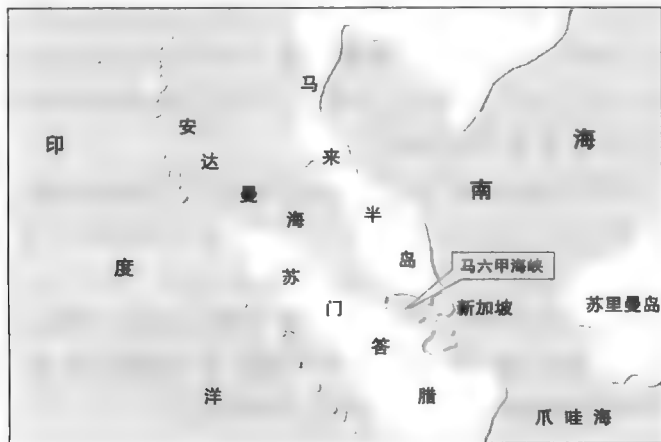 马来半岛
安达曼海
印度洋
南海
苏门答腊
马六甲海峡
新加坡
苏里曼岛
爪哇海